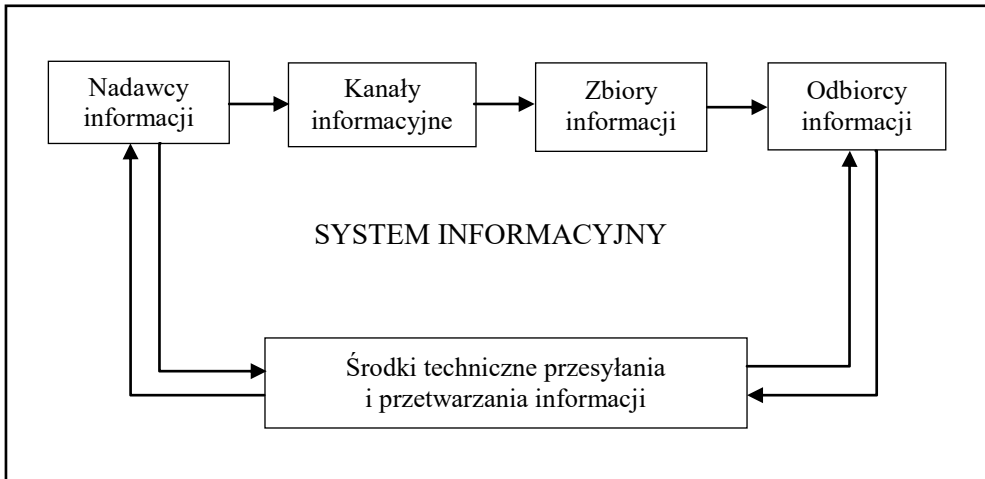 Nadawcy
informacji
Kanały
informacyjne
Zbiory
informacji
Odbiorcy
informacji
SYSTEM INFORMACYJNY
Środki techniczne przesyłania
i przetwarzania informacji